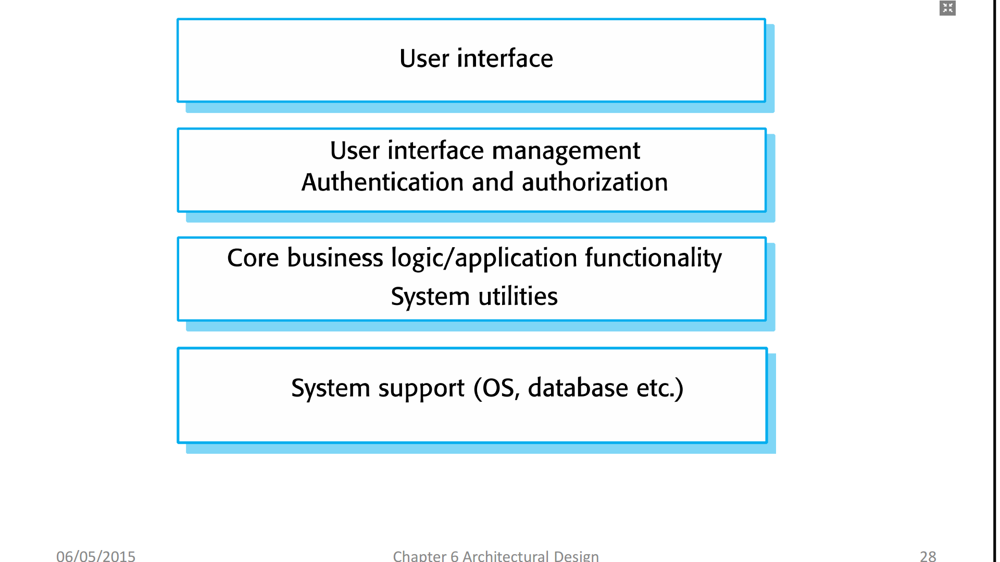 User interface
User interface management
Authentication and authorization
Core business logic/application functionality
System utilities
System support (OS, database etc.)
06/05/2015
Chapter 6 Architectural Design
28